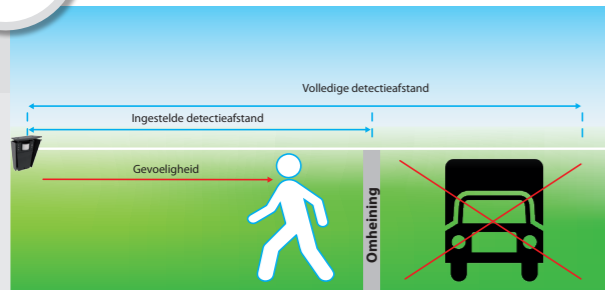 Volledige detectieafstand
Ingestelde detectieafstand
Gevoeligheid
Omheining